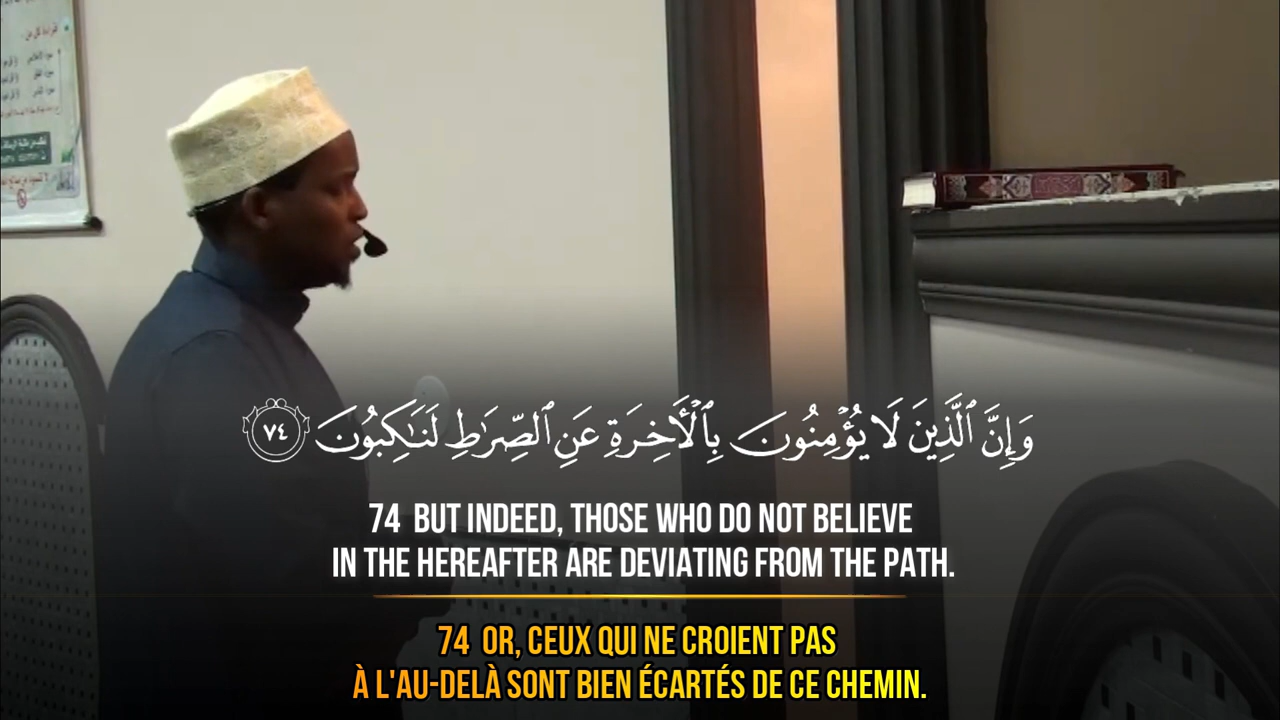 وَإِنَّ ٱلَّذِينَ لَا يُؤْمِنُونَ بِٱلْأَخِرَةِ عَنِ ٱلصِّرَٰطِ لَنَـٰكِبُونَ ٧٤
74 BUT INDEED, THOSE WHO DO NOT BELIEVE
IN THE HEREAFTER ARE DEVIATING FROM THE PATH.
74 OR, CEUX QUI NE CROIENT PAS
À L'AU-DELÀ SONT BIEN ÉCARTÉS DE CE CHEMIN.